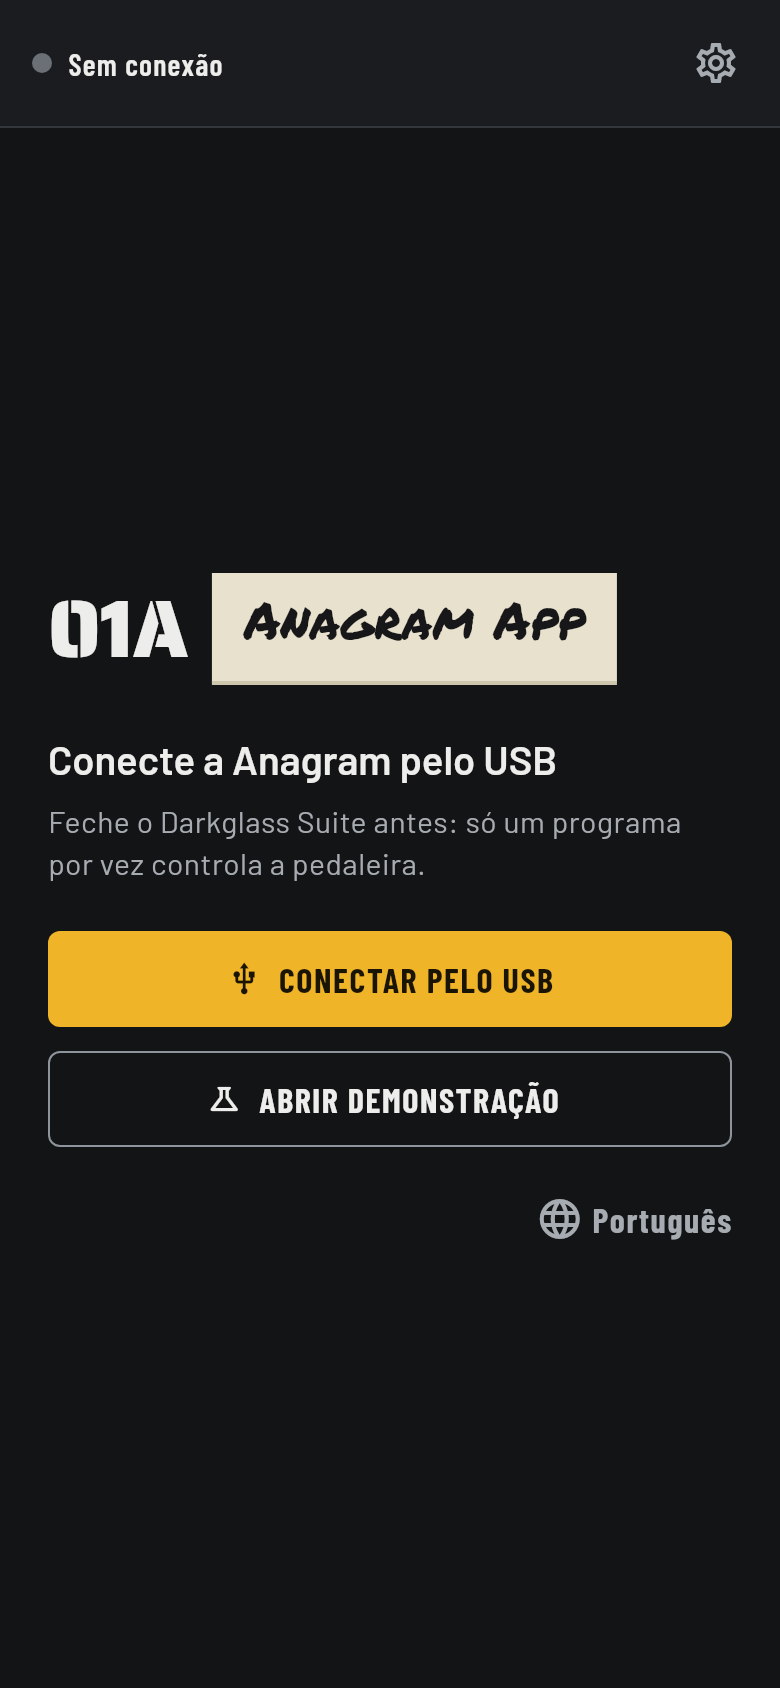 Sem conexão
01A
Anagram App
Conecte a Anagram pelo USB
Feche o Darkglass Suite antes: só um programa
por vez controla a pedaleira.
CONECTAR PELO USB
ABRIR DEMONSTRAÇÃO
Português